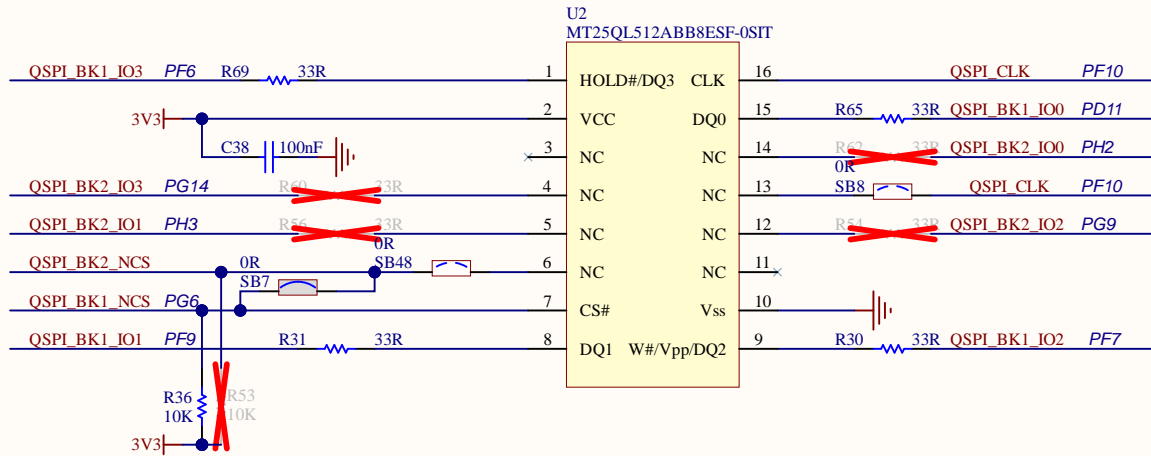 U2
MT25QL512ABB8ESF-0SIT
QSPI_BK1_IO3 PF6 R69 33R 1 HOLD#/DQ3 CLK 16 QSPI_CLK PF10
3V3 2 VCC DQ0 15 R65 33R QSPI_BK1_IO0 PD11
C38 100nF 3 NC NC 14 R62 33R QSPI_BK2_IO0 PH2
0R
QSPI_BK2_IO3 PG14 R60 33R 4 NC NC 13 SB8 QSPI_CLK PF10
QSPI_BK2_IO1 PH3 R56 33R 5 NC NC 12 R54 33R QSPI_BK2_IO2 PG9
0R
QSPI_BK2_NCS 0R SB48 6 NC NC 11
SB7
QSPI_BK1_NCS PG6 7 CS# Vss 10
QSPI_BK1_IO1 PF9 R31 33R 8 DQ1 W#/Vpp/DQ2 9 R30 33R QSPI_BK1_IO2 PF7
R36 R53
10K 10K
3V3